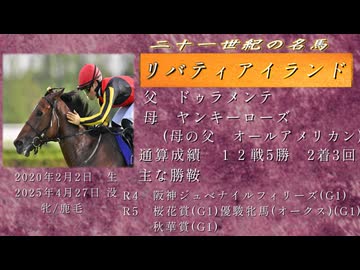 二十一世紀の名馬
リバティアイランド
父　ドゥラメンテ
母　ヤンキーローズ
(母の父　オールアメリカン)
通算成績　１２戦5勝　2着3回
2020年2月2日　生
2025年4月27日 没
牝/鹿毛
主な勝鞍
R4　阪神ジュベナイルフィリーズ(G1)
R5　桜花賞(G1)優駿牝馬(オークス)(G1)
秋華賞(G1)